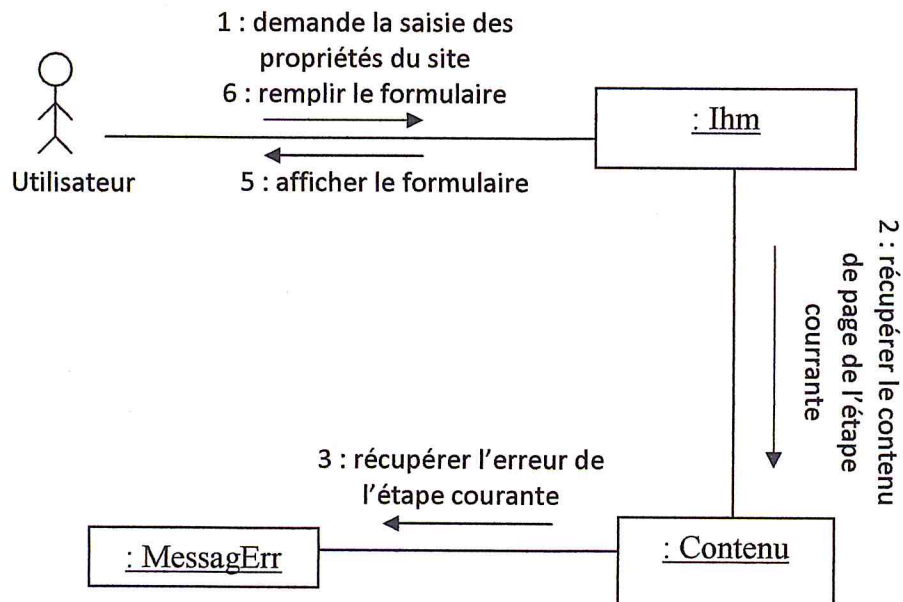 1 : demande la saisie des
propriétés du site
6 : remplir le formulaire
: Ihm
Utilisateur
5 : afficher le formulaire
2 : récupérer le contenu
de page de l'étape
courrante
3 : récupérer l'erreur de
l'étape courante
: MessagErr
: Contenu